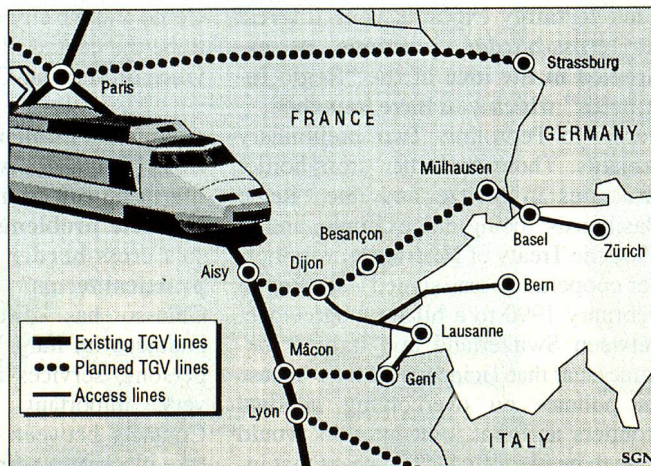 Strassburg
Paris
FRANCE
GERMANY
Mülhausen
Besançon
Basel
Zürich
Aisy
Dijon
Bern
Lausanne
Existing TGV lines
Planned TGV lines
Access lines
Mâcon
Genf
Lyon
ITALY
SGN